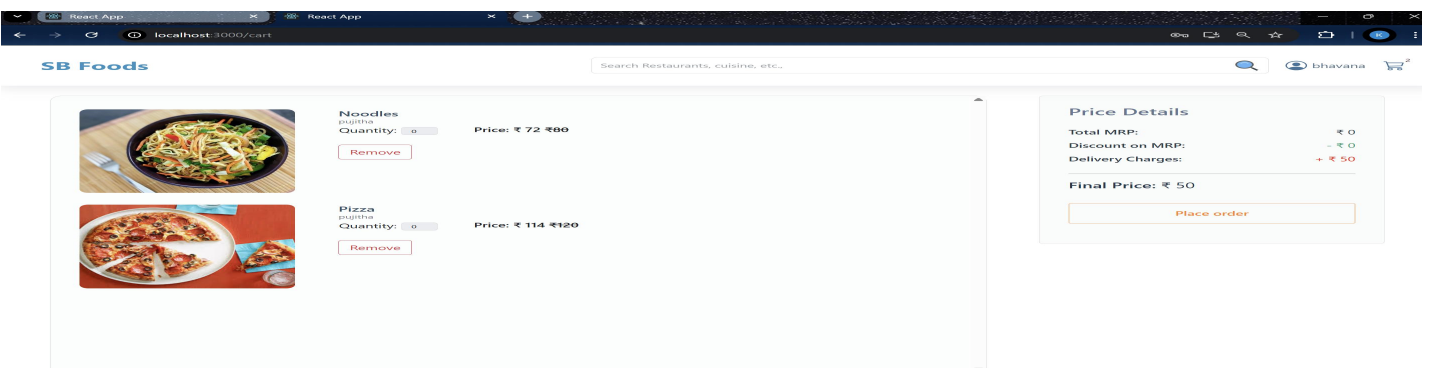 React App
React App
localhost:3000/cart
K
SB Foods
Search Restaurants, cuisine, etc.,
bhavana
2
Noodles
pujitha
Quantity: 0
Price: ₹ 72 ₹80
Remove
Pizza
pujitha
Quantity: 0
Price: ₹ 114 ₹120
Remove
Price Details
Total MRP: ₹ 0
Discount on MRP: - ₹ 0
Delivery Charges: + ₹ 50
Final Price: ₹ 50
Place order